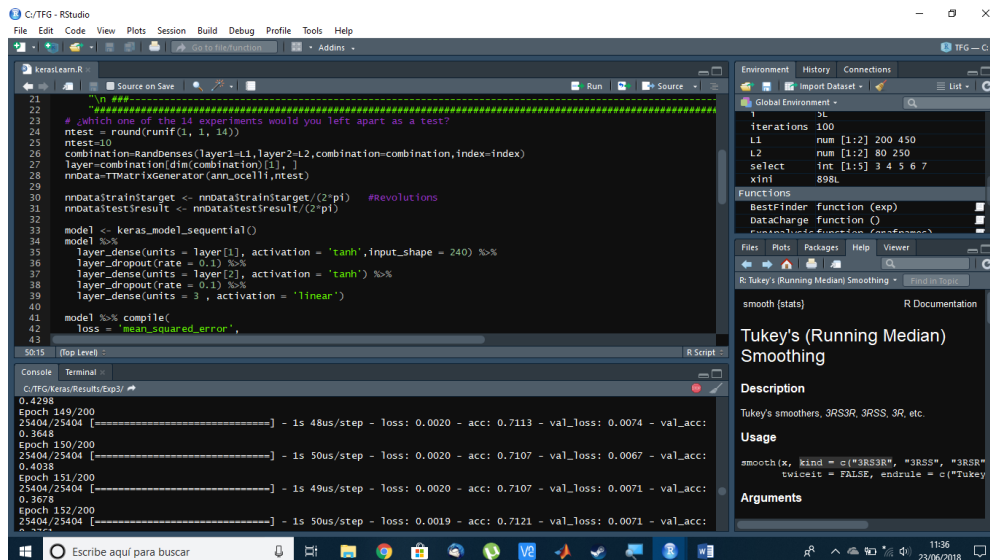 C:/TFG - RStudio
File Edit Code View Plots Session Build Debug Profile Tools Help
Go to file/function
Addins
TFG — C:
kerasLearn.R
Source on Save
Run
Source
21 "\n ###----------------------------------------------------------------
22 "################################################################
23 # ¿Which one of the 14 experiments would you left apart as a test?
24 ntest = round(runif(1, 1, 14))
25 ntest=10
26 combination=RandDenses(layer1=L1,layer2=L2,combination=combination,index=index)
27 layer=combination[dim(combination)[1], ]
28 nnData=TTMatrixGenerator(ann_ocelli,ntest)
29
30 nnData$train$target <- nnData$train$target/(2*pi) #Revolutions
31 nnData$test$result <- nnData$test$result/(2*pi)
32
33 model <- keras_model_sequential()
34 model %>%
35 layer_dense(units = layer[1], activation = 'tanh',input_shape = 240) %>%
36 layer_dropout(rate = 0.1) %>%
37 layer_dense(units = layer[2], activation = 'tanh') %>%
38 layer_dropout(rate = 0.1) %>%
39 layer_dense(units = 3 , activation = 'linear')
40
41 model %>% compile(
42 loss = 'mean_squared_error',
43
50:15 (Top Level) R Script
Console Terminal
C:/TFG/Keras/Results/Exp3/
0.4298
Epoch 149/200
25404/25404 [==============================] - 1s 48us/step - loss: 0.0020 - acc: 0.7113 - val_loss: 0.0074 - val_acc:
0.3648
Epoch 150/200
25404/25404 [==============================] - 1s 50us/step - loss: 0.0020 - acc: 0.7107 - val_loss: 0.0067 - val_acc:
0.4038
Epoch 151/200
25404/25404 [==============================] - 1s 49us/step - loss: 0.0020 - acc: 0.7107 - val_loss: 0.0071 - val_acc:
0.3678
Epoch 152/200
25404/25404 [==============================] - 1s 50us/step - loss: 0.0019 - acc: 0.7121 - val_loss: 0.0071 - val_acc:
Environment History Connections
Import Dataset
List
Global Environment
i 5L
iterations 100
L1 num [1:2] 200 450
L2 num [1:2] 80 250
select int [1:5] 3 4 5 6 7
xini 898L
Functions
BestFinder function (exp)
DataCharge function ()
Files Plots Packages Help Viewer
R: Tukey's (Running Median) Smoothing
Find in Topic
smooth {stats} R Documentation
Tukey's (Running Median)
Smoothing
Description
Tukey's smoothers, 3RS3R, 3RSS, 3R, etc.
Usage
smooth(x, kind = c("3RS3R", "3RSS", "3RSR"
twiceit = FALSE, endrule = c("Tukey
Arguments
Escribe aquí para buscar
11:36
23/06/2018